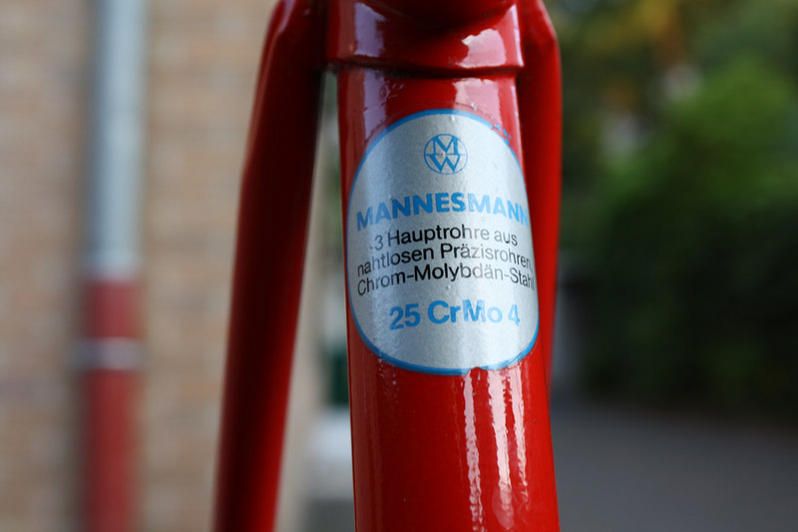 MW
MANNESMANN
3 Hauptrohre aus
nahtlosen Präzisrohren
Chrom-Molybdän-Stahl
25 CrMo 4